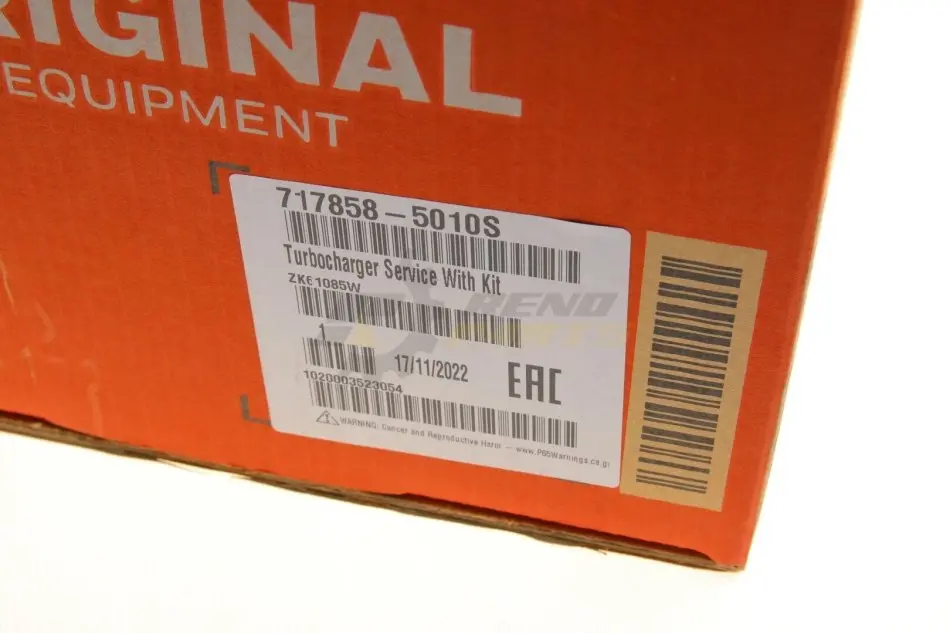 RIGINAL
EQUIPMENT
717858-5010S
Turbocharger Service With Kit
ZK61085W
1
17/11/2022
EAC
1020003523054
WARNING: Cancer and Reproductive Harm — www.P65Warnings.ca.gov
RENO
PARTS